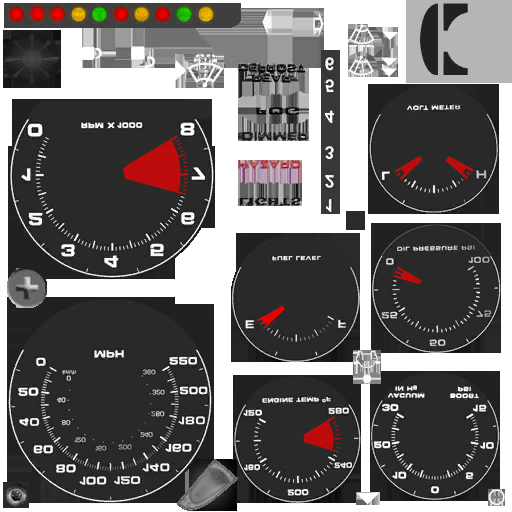 REAR
DEFROST
FOG
DIMMER
HAZARD
LIGHTS
6
5
4
3
2
1
RPM X 1000
0 1 2 3 4 5 6 7 8
VOLT METER
L H
FUEL LEVEL
E F
OIL PRESSURE PSI
0 25 50 75 100
MPH
0 20 40 60 80 100 120 140 160 180 200 220
km/h
ENGINE TEMP °F
120 160 200 240 280
VACUUM
IN Hg
BOOST
PSI
30 20 10 0 5 10 15